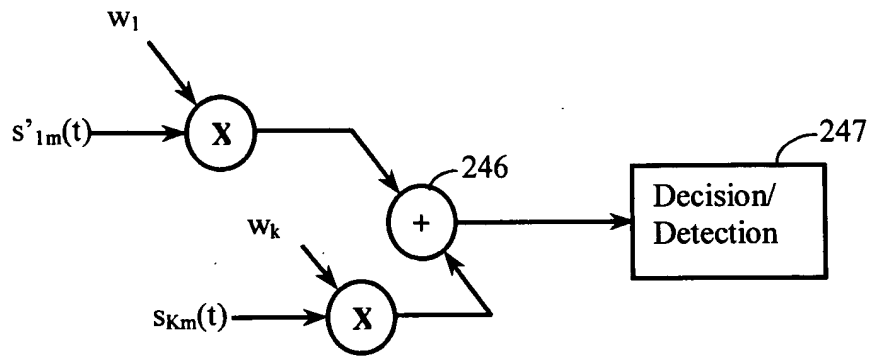 w1
s'1m(t)
X
246
+
247
Decision/
Detection
wk
sKm(t)
X